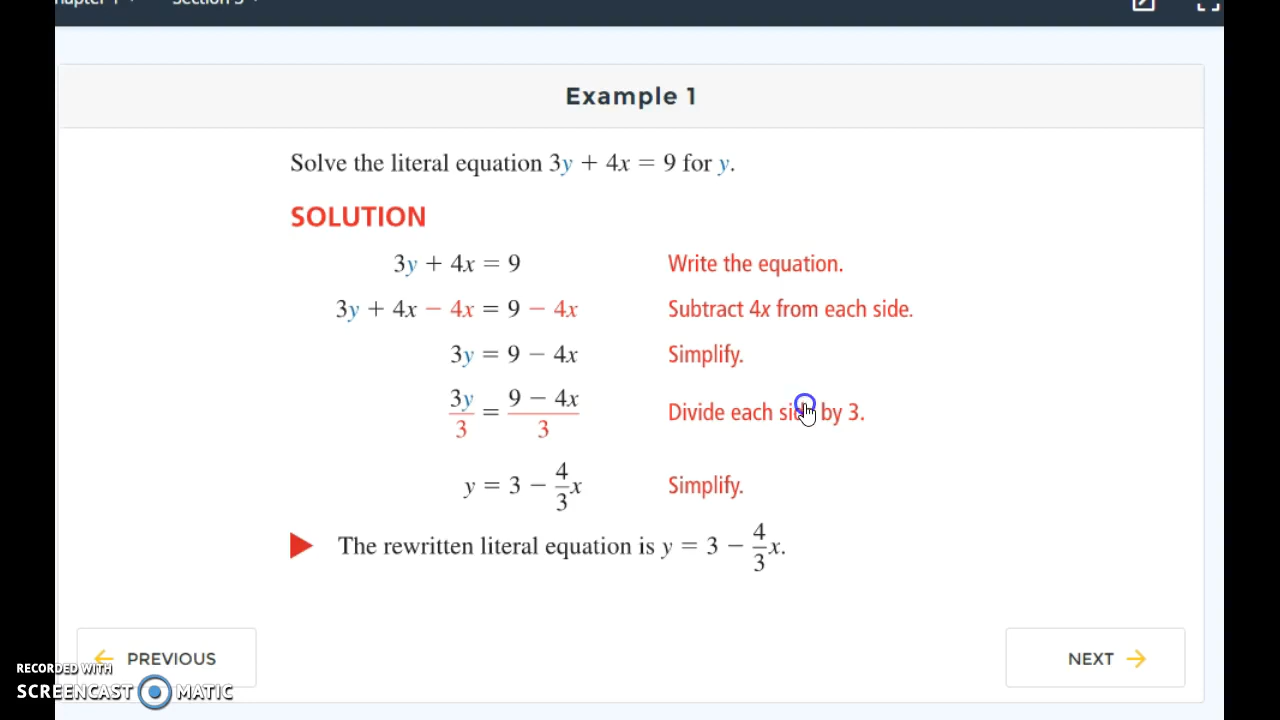 Example 1
Solve the literal equation 3y + 4x = 9 for y.
SOLUTION
3y + 4x = 9 Write the equation.
3y + 4x − 4x = 9 − 4x Subtract 4x from each side.
3y = 9 − 4x Simplify.
3y/3 = (9 − 4x)/3 Divide each side by 3.
y = 3 − 4/3 x Simplify.
The rewritten literal equation is y = 3 − 4/3 x.
PREVIOUS
NEXT
RECORDED WITH
SCREENCAST MATIC